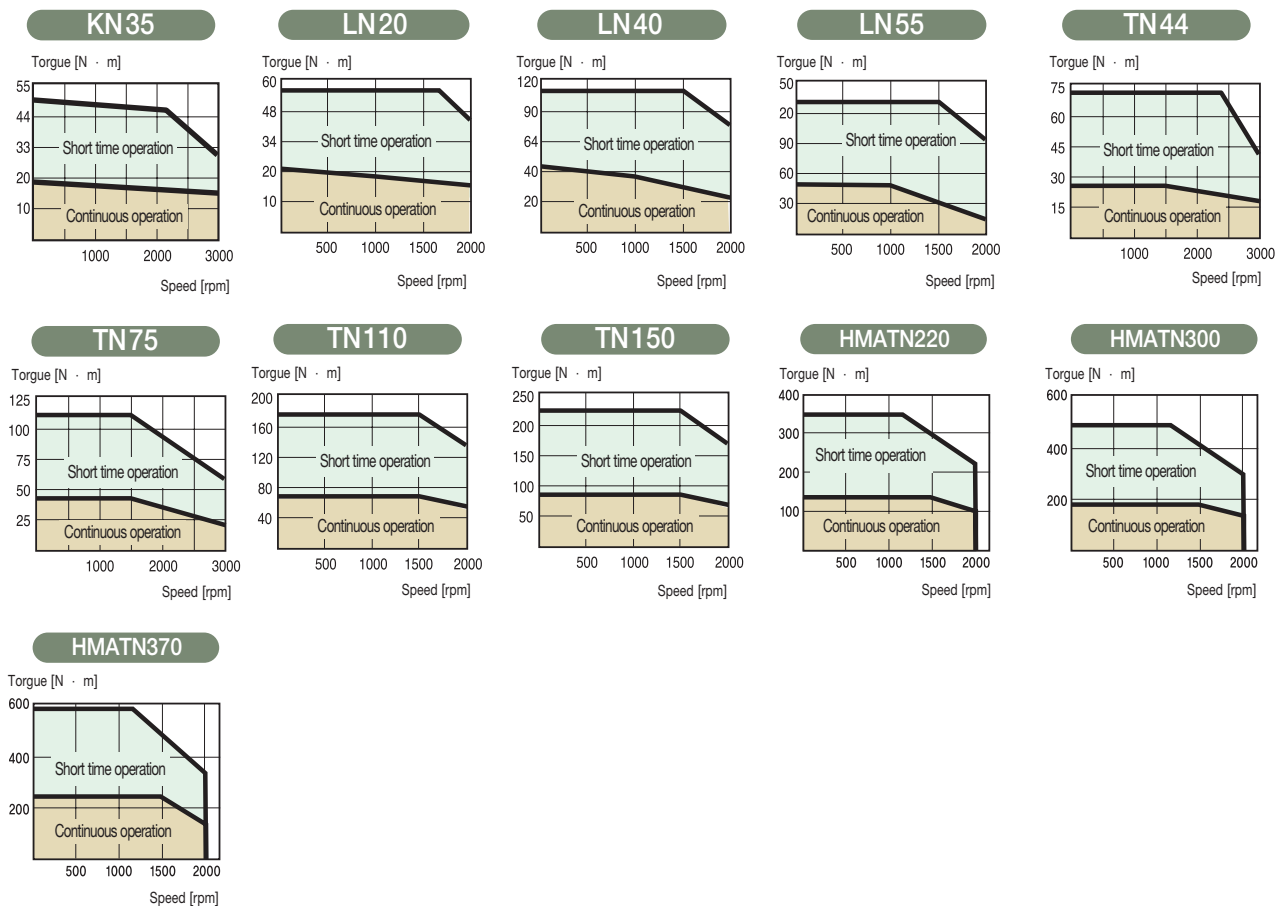 KN35
Torgue [N · m]
55
44
33
20
10
Short time operation
Continuous operation
1000 2000 3000
Speed [rpm]
LN20
Torgue [N · m]
60
48
34
20
10
Short time operation
Continuous operation
500 1000 1500 2000
Speed [rpm]
LN40
Torgue [N · m]
120
90
64
40
20
Short time operation
Continuous operation
500 1000 1500 2000
Speed [rpm]
LN55
Torgue [N · m]
50
20
90
60
30
Short time operation
Continuous operation
500 1000 1500 2000
Speed [rpm]
TN44
Torgue [N · m]
75
60
45
30
15
Short time operation
Continuous operation
1000 2000 3000
Speed [rpm]
TN75
Torgue [N · m]
125
100
75
50
25
Short time operation
Continuous operation
1000 2000 3000
Speed [rpm]
TN110
Torgue [N · m]
200
160
120
80
40
Short time operation
Continuous operation
500 1000 1500 2000
Speed [rpm]
TN150
Torgue [N · m]
250
200
150
100
50
Short time operation
Continuous operation
500 1000 1500 2000
Speed [rpm]
HMATN220
Torgue [N · m]
400
300
200
100
Short time operation
Continuous operation
500 1000 1500 2000
Speed [rpm]
HMATN300
Torgue [N · m]
600
400
200
Short time operation
Continuous operation
500 1000 1500 2000
Speed [rpm]
HMATN370
Torgue [N · m]
600
400
200
Short time operation
Continuous operation
500 1000 1500 2000
Speed [rpm]